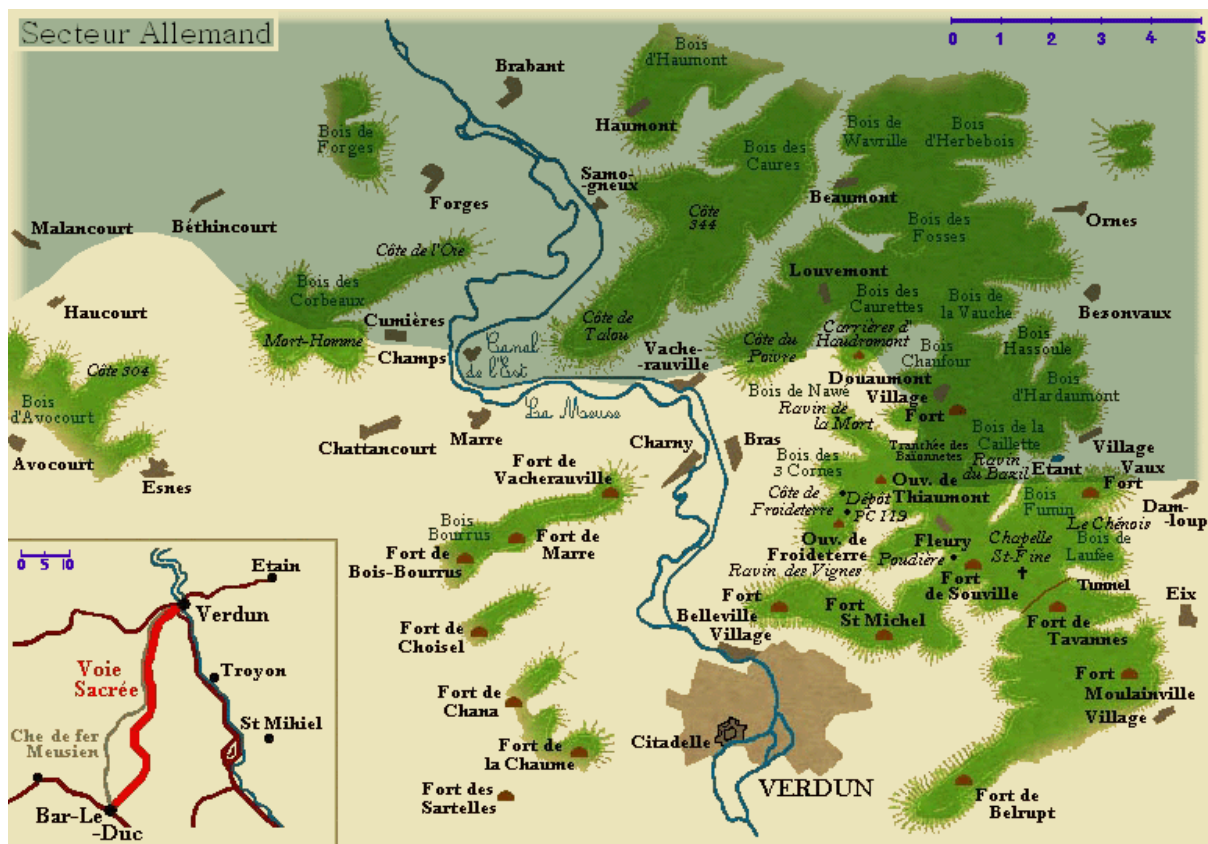 Secteur Allemand
0 1 2 3 4 5
Bois
d'Haumont
Brabant
Haumont
Bois de
Forges
Bois des
Caures
Bois de
Wavrille
Bois
d'Herbebois
Forges
Samo-
-gneux
Beaumont
Béthincourt
Malancourt
Côte
344
Ornes
Bois des
Fosses
Côte de l'Oie
Louvemont
Bois des
Corbeaux
Bois des
Caurettes
Bois de
la Vauche
Besonvaux
Haucourt
Cumières
Mort-Homme
Champs
Canal
de l'Est
Côte de
Talou
Côte du
Poivre
Carrières d'
Haudromont
Bois
Hassoule
Bois
Chanfour
Vache-
-rauville
Côte 304
Douaumont
Village
Bois de Nawé
Bois
d'Hardaumont
Bois
d'Avocourt
La Meuse
Ravin de
la Mort
Fort
Marre
Chattancourt
Charny
Bras
Tranchée des
Baïonnetes
Bois de la
Caillette
Village
Vaux
Avocourt
Esnes
Fort de
Vacherauville
Bois des
3 Cornes
Ravin
du Bazil
Etant
Ouv. de
Thiaumont
Fort
Dam-
-loup
Côte de
Froideterre
Dépôt
PC 119
Bois
Fumin
Le Chénois
Bois
Bourrus
Fort de
Marre
Fort de
Bois-Bourrus
Ouv. de
Froideterre
Fleury
Poudière
Chapelle
St-Fine
Bois de
Laufée
Ravin des Vignes
Fort
de Souville
Tunnel
Eix
Fort
Belleville
Village
Fort
St Michel
Fort de
Tavannes
Fort de
Choisel
Fort
Moulainville
Village
Fort de
Chana
Citadelle
Fort de
la Chaume
VERDUN
Fort des
Sartelles
Fort de
Belrupt
0 5 10
Etain
Verdun
Voie
Sacrée
Troyon
Che de fer
Meusien
St Mihiel
Bar-Le
-Duc